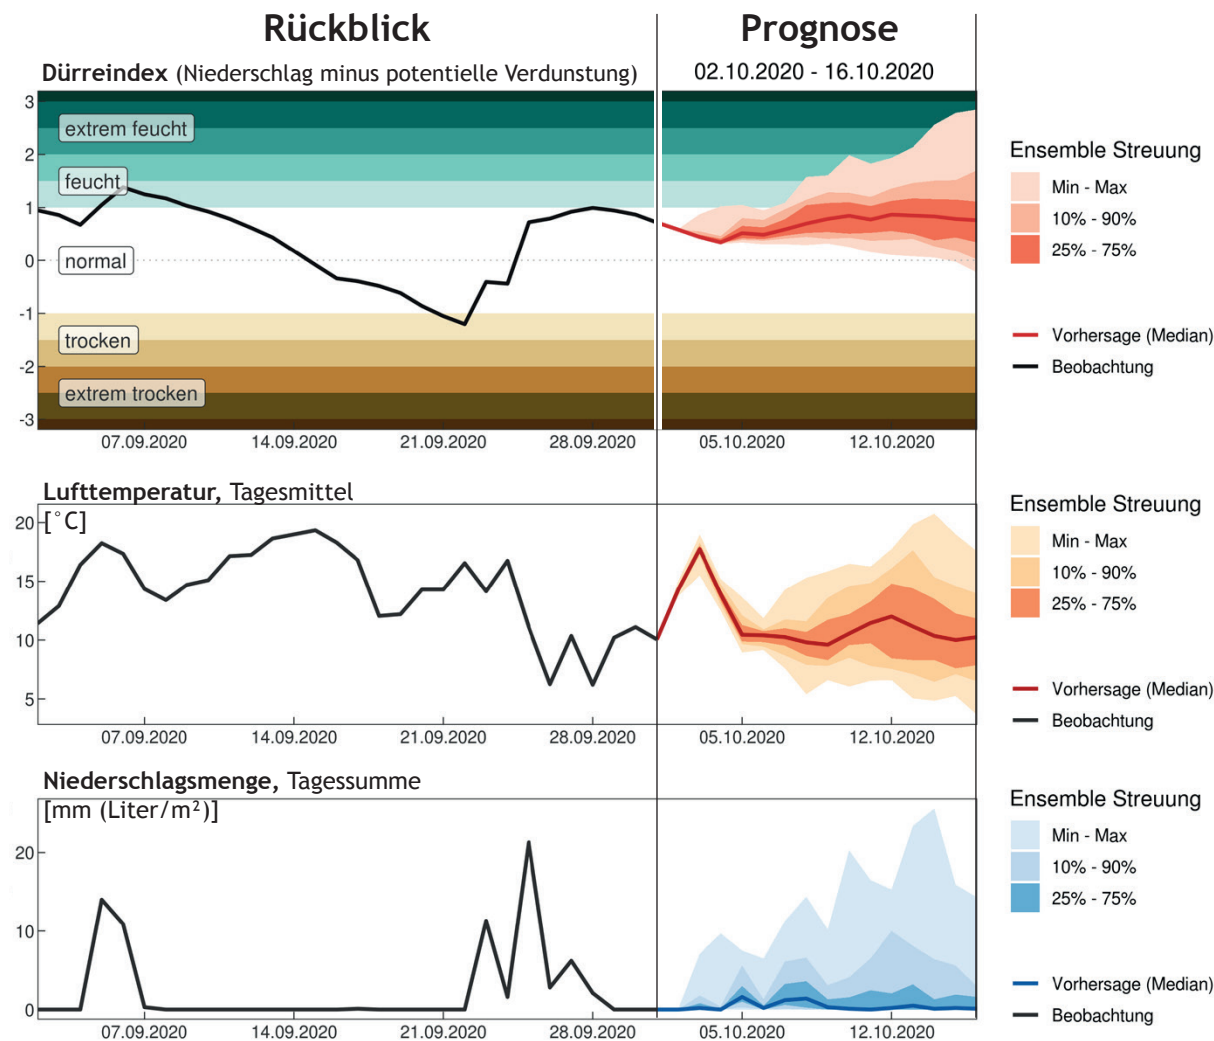 Rückblick
Prognose
Dürreindex (Niederschlag minus potentielle Verdunstung)
02.10.2020 - 16.10.2020
3
2
1
0
-1
-2
-3
extrem feucht
feucht
normal
trocken
extrem trocken
07.09.2020
14.09.2020
21.09.2020
28.09.2020
05.10.2020
12.10.2020
Ensemble Streuung
Min - Max
10% - 90%
25% - 75%
Vorhersage (Median)
Beobachtung
Lufttemperatur, Tagesmittel
[°C]
20
15
10
5
07.09.2020
14.09.2020
21.09.2020
28.09.2020
05.10.2020
12.10.2020
Ensemble Streuung
Min - Max
10% - 90%
25% - 75%
Vorhersage (Median)
Beobachtung
Niederschlagsmenge, Tagessumme
[mm (Liter/m²)]
20
10
0
07.09.2020
14.09.2020
21.09.2020
28.09.2020
05.10.2020
12.10.2020
Ensemble Streuung
Min - Max
10% - 90%
25% - 75%
Vorhersage (Median)
Beobachtung